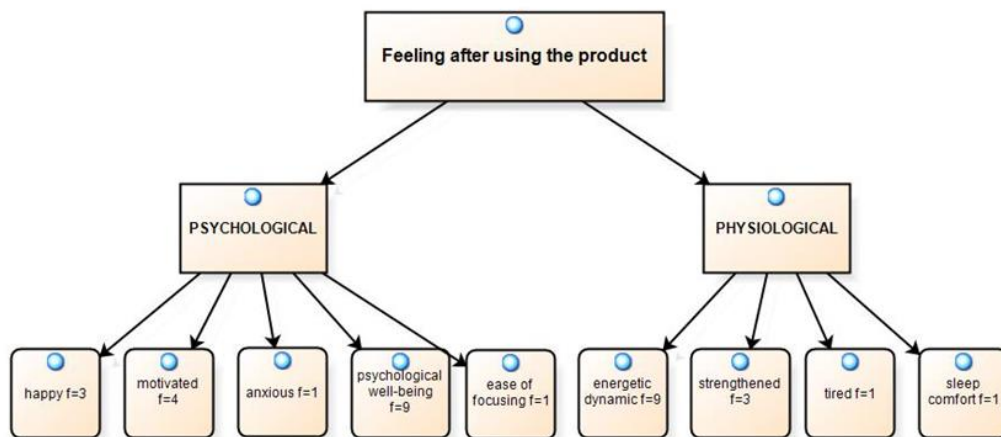 Feeling after using the product
PSYCHOLOGICAL
PHYSIOLOGICAL
happy f=3
motivated
f=4
anxious f=1
psychological
well-being
f=9
ease of
focusing f=1
energetic
dynamic f=9
strengthened
f=3
tired f=1
sleep
comfort f=1